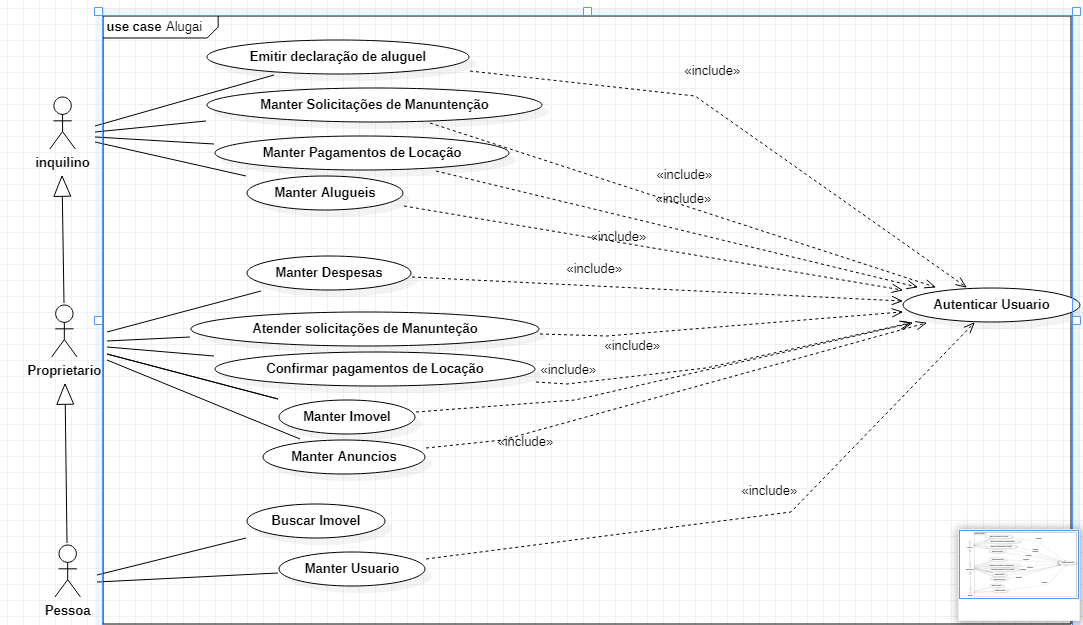 use case Alugai
Emitir declaração de aluguel
«include»
Manter Solicitações de Manuntenção
Manter Pagamentos de Locação
inquilino
«include»
Manter Alugueis
«include»
«include»
Manter Despesas
«include»
Autenticar Usuario
Atender solicitações de Manunteção
«include»
Proprietario
Confirmar pagamentos de Locação
«include»
Manter Imovel
«include»
Manter Anuncios
«include»
Buscar Imovel
Manter Usuario
Pessoa